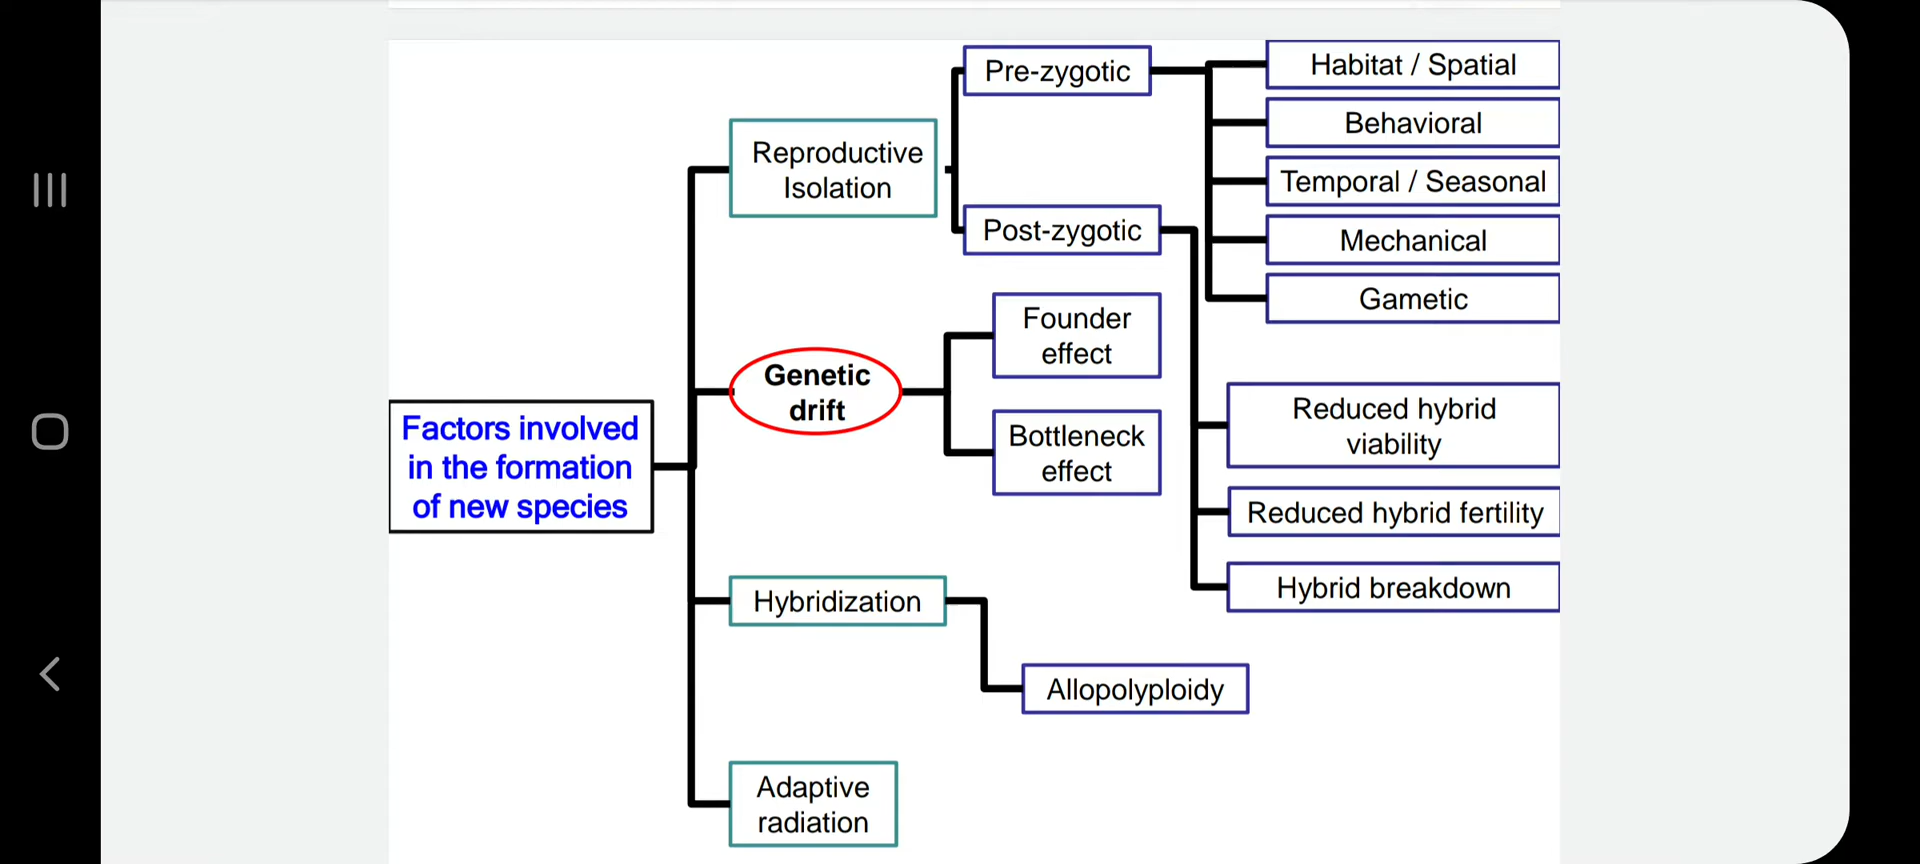 Factors involved
in the formation
of new species
Reproductive
Isolation
Pre-zygotic
Habitat / Spatial
Behavioral
Temporal / Seasonal
Mechanical
Gametic
Post-zygotic
Reduced hybrid
viability
Reduced hybrid fertility
Hybrid breakdown
Genetic
drift
Founder
effect
Bottleneck
effect
Hybridization
Allopolyploidy
Adaptive
radiation